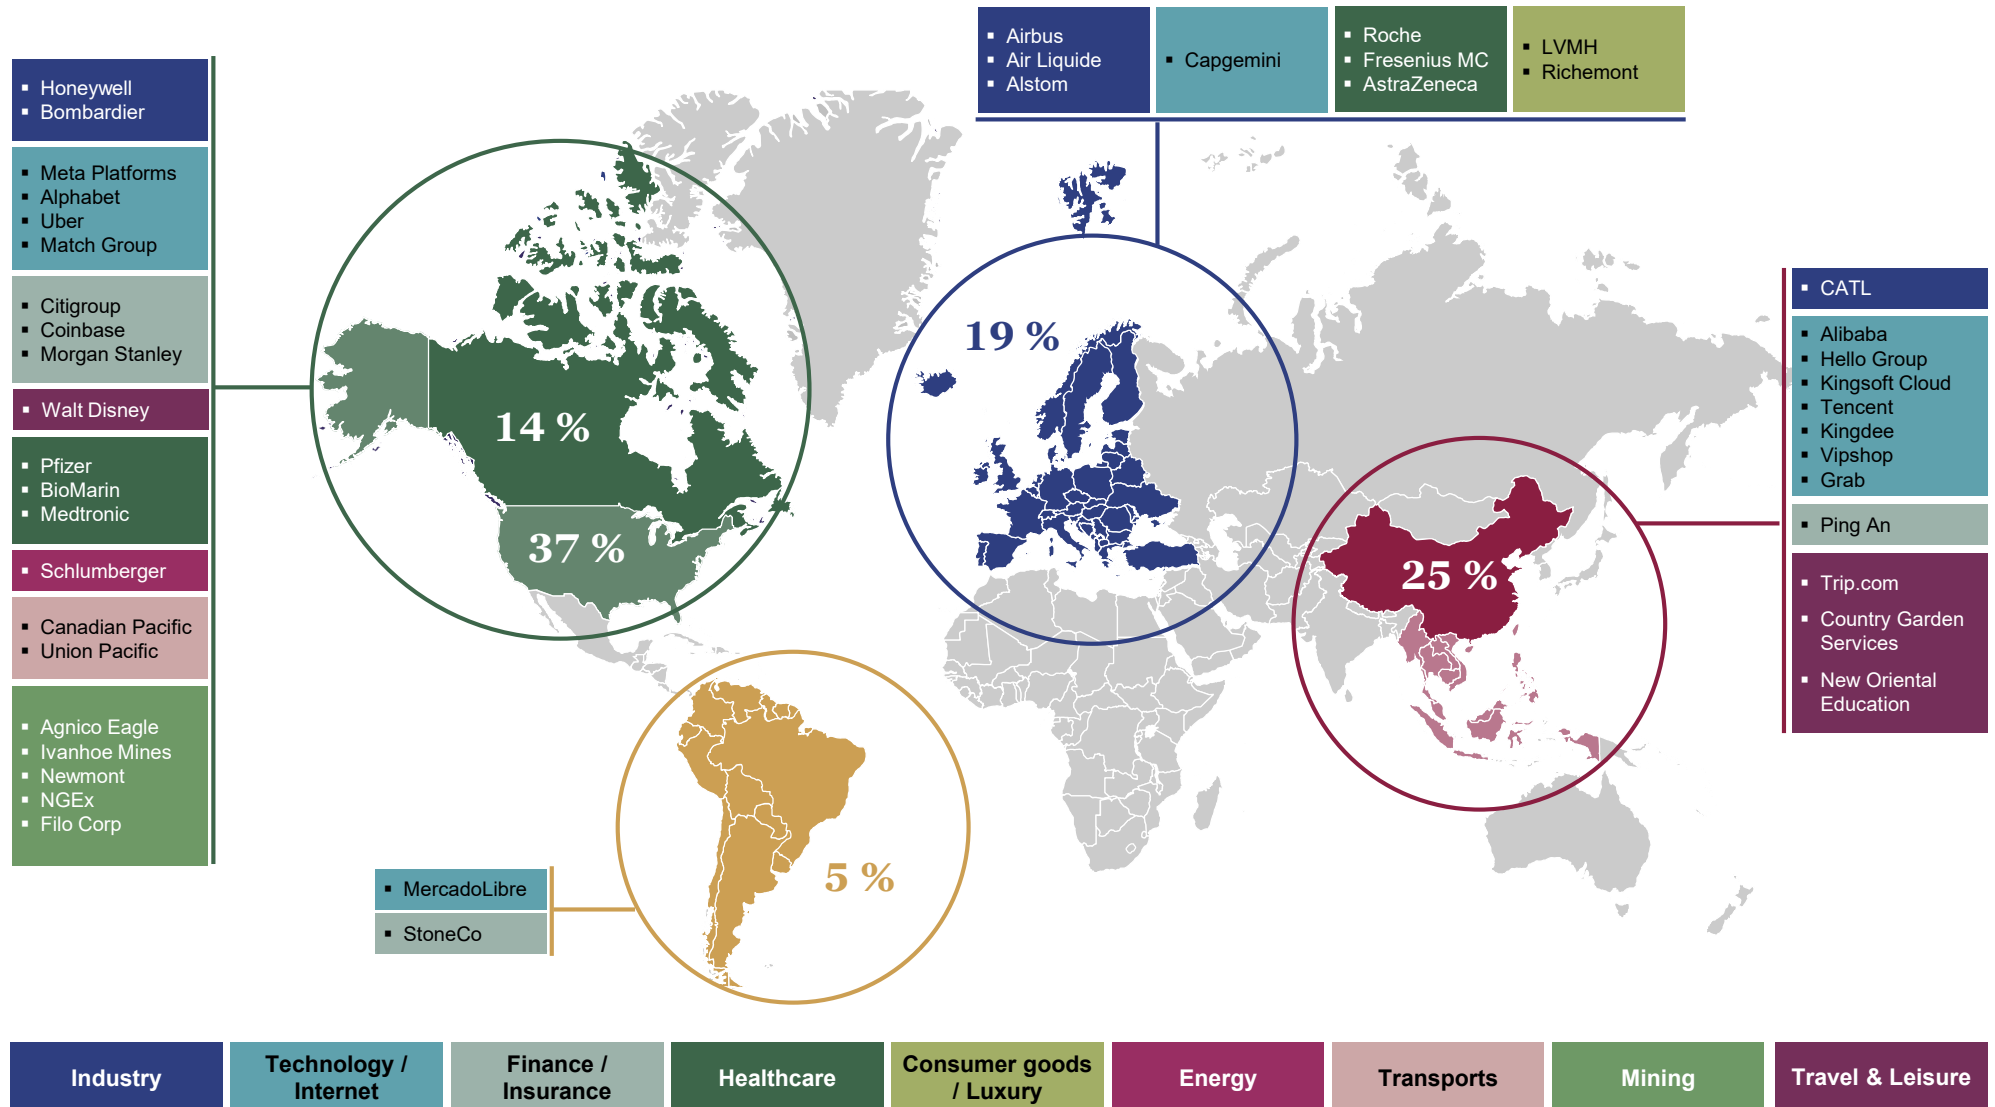 Airbus
Air Liquide
Alstom
Capgemini
Roche
Fresenius MC
AstraZeneca
LVMH
Richemont
Honeywell
Bombardier
Meta Platforms
Alphabet
Uber
Match Group
Citigroup
Coinbase
Morgan Stanley
Walt Disney
Pfizer
BioMarin
Medtronic
Schlumberger
Canadian Pacific
Union Pacific
Agnico Eagle
Ivanhoe Mines
Newmont
NGEx
Filo Corp
14 %
37 %
19 %
25 %
5 %
CATL
Alibaba
Hello Group
Kingsoft Cloud
Tencent
Kingdee
Vipshop
Grab
Ping An
Trip.com
Country Garden
Services
New Oriental
Education
MercadoLibre
StoneCo
Industry
Technology /
Internet
Finance /
Insurance
Healthcare
Consumer goods
/ Luxury
Energy
Transports
Mining
Travel & Leisure